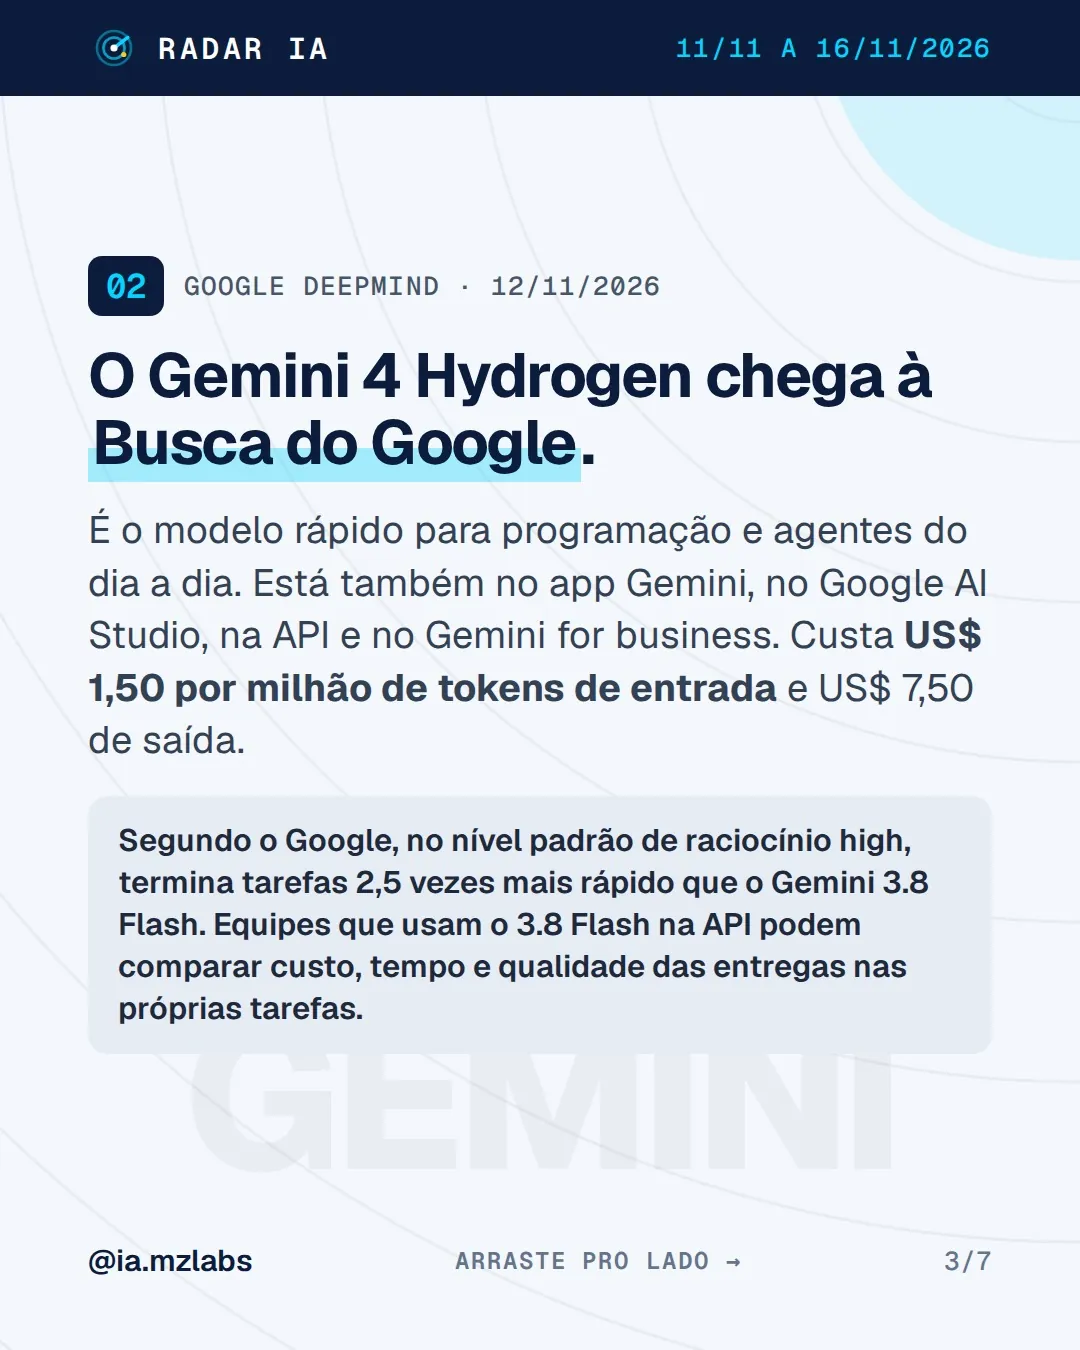 RADAR IA
11/11 A 16/11/2026
02
GOOGLE DEEPMIND · 12/11/2026
O Gemini 4 Hydrogen chega à
Busca do Google.
É o modelo rápido para programação e agentes do
dia a dia. Está também no app Gemini, no Google AI
Studio, na API e no Gemini for business. Custa US$
1,50 por milhão de tokens de entrada e US$ 7,50
de saída.
Segundo o Google, no nível padrão de raciocínio high,
termina tarefas 2,5 vezes mais rápido que o Gemini 3.8
Flash. Equipes que usam o 3.8 Flash na API podem
comparar custo, tempo e qualidade das entregas nas
próprias tarefas.
GEMINI
@ia.mzlabs
ARRASTE PRO LADO →
3/7